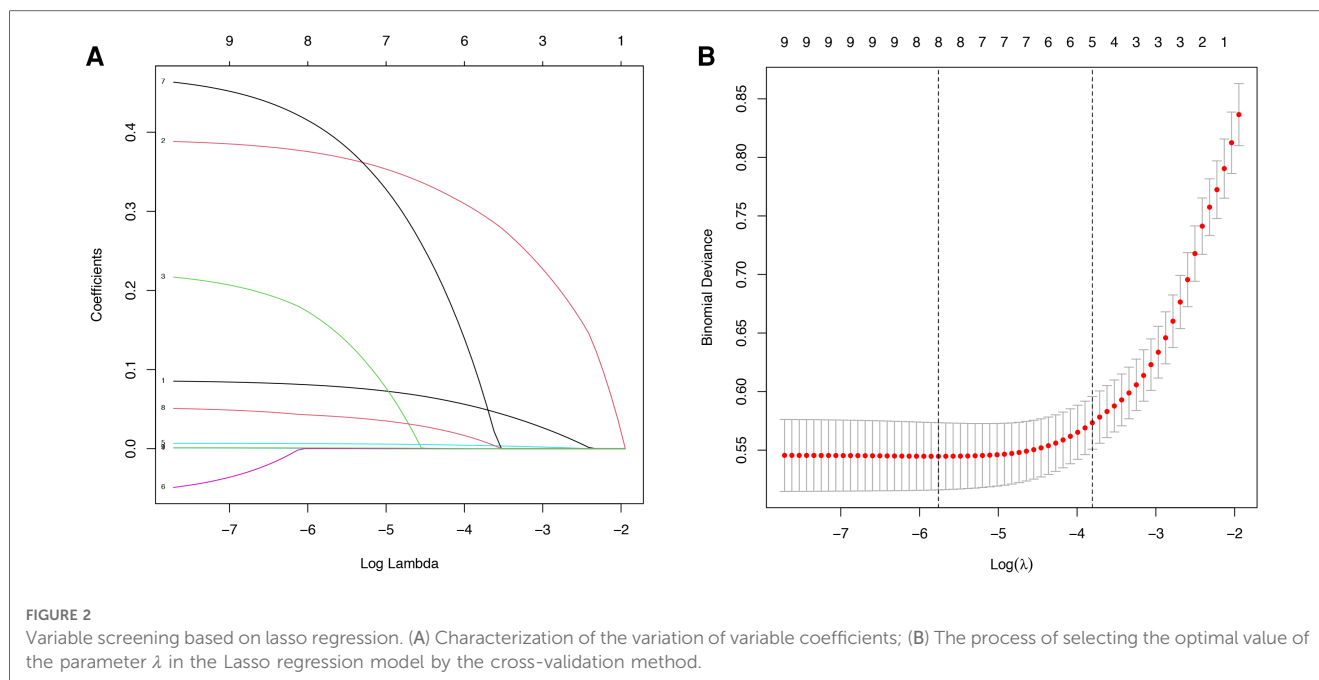 A
9 8 7 6 3 1
7
2
3
1
8
5
6
0.4
0.3
0.2
0.1
0.0
Coefficients
−7 −6 −5 −4 −3 −2
Log Lambda
B
9 9 9 9 9 9 8 8 8 7 7 7 6 6 5 4 3 3 3 2 1
0.85
0.80
0.75
0.70
0.65
0.60
0.55
Binomial Deviance
−7 −6 −5 −4 −3 −2
Log(λ)
FIGURE 2
Variable screening based on lasso regression. (A) Characterization of the variation of variable coefficients; (B) The process of selecting the optimal value of
the parameter λ in the Lasso regression model by the cross-validation method.